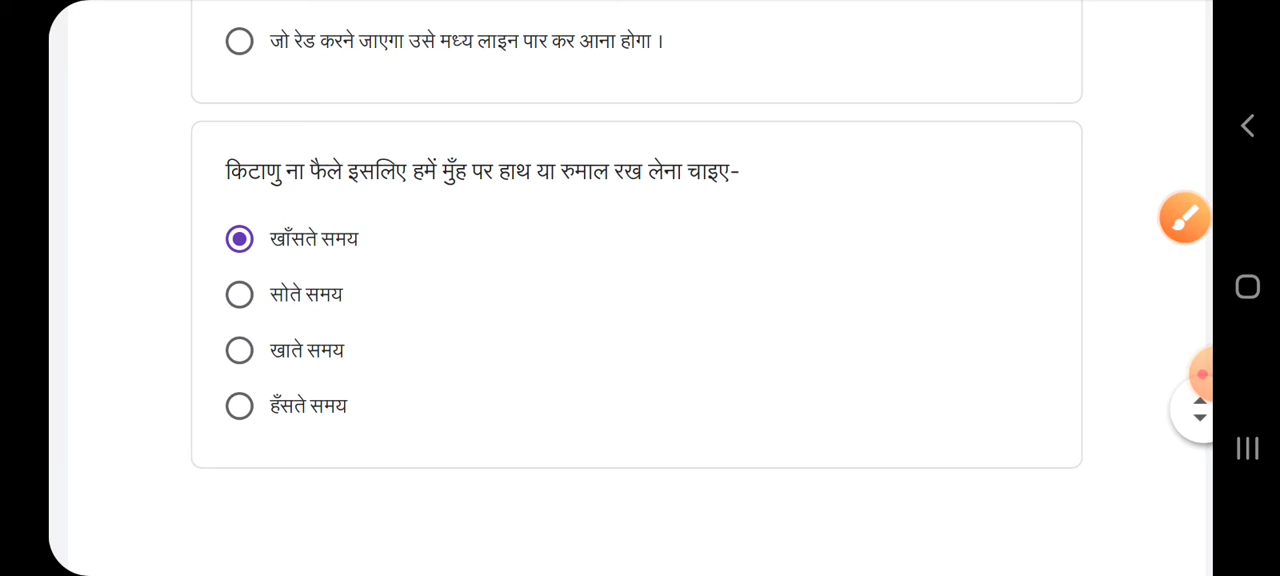 जो रेड करने जाएगा उसे मध्य लाइन पार कर आना होगा ।
किटाणु ना फैले इसलिए हमें मुँह पर हाथ या रुमाल रख लेना चाइए-
खाँसते समय
सोते समय
खाते समय
हँसते समय